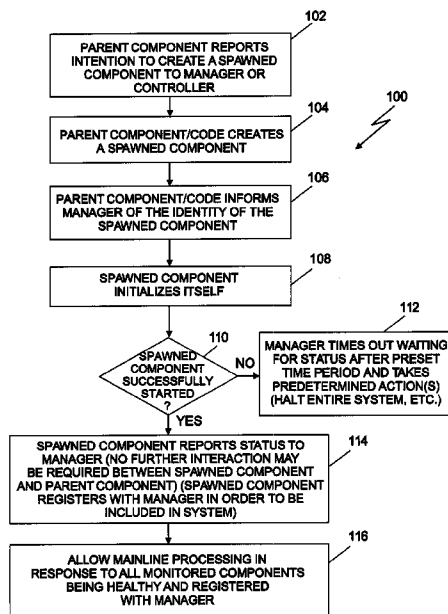 102
PARENT COMPONENT REPORTS
INTENTION TO CREATE A SPAWNED
COMPONENT TO MANAGER OR
CONTROLLER
100
104
PARENT COMPONENT/CODE CREATES
A SPAWNED COMPONENT
106
PARENT COMPONENT/CODE INFORMS
MANAGER OF THE IDENTITY OF THE
SPAWNED COMPONENT
108
SPAWNED COMPONENT
INITIALIZES ITSELF
110
SPAWNED
COMPONENT
SUCCESSFULLY
STARTED
?
NO
YES
112
MANAGER TIMES OUT WAITING
FOR STATUS AFTER PRESET
TIME PERIOD AND TAKES
PREDETERMINED ACTION(S)
(HALT ENTIRE SYSTEM, ETC.)
114
SPAWNED COMPONENT REPORTS STATUS TO
MANAGER (NO FURTHER INTERACTION MAY
BE REQUIRED BETWEEN SPAWNED COMPONENT
AND PARENT COMPONENT) (SPAWNED COMPONENT
REGISTERS WITH MANAGER IN ORDER TO BE
INCLUDED IN SYSTEM)
116
ALLOW MAINLINE PROCESSING IN
RESPONSE TO ALL MONITORED COMPONENTS
BEING HEALTHY AND REGISTERED
WITH MANAGER